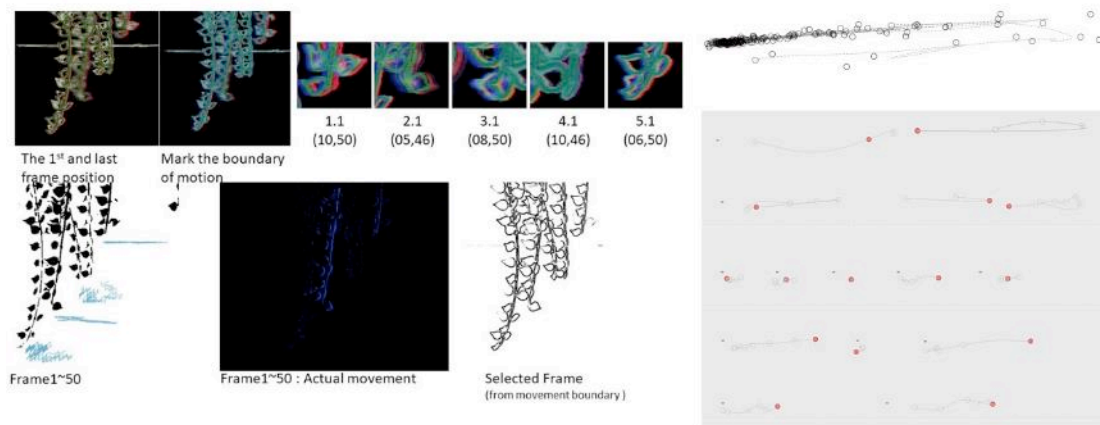 1.1
2.1
3.1
4.1
5.1
(10,50)
(05,46)
(08,50)
(10,46)
(06,50)
The 1st and last
frame position
Mark the boundary
of motion
Frame1~50
Frame1~50 : Actual movement
Selected Frame
(from movement boundary )